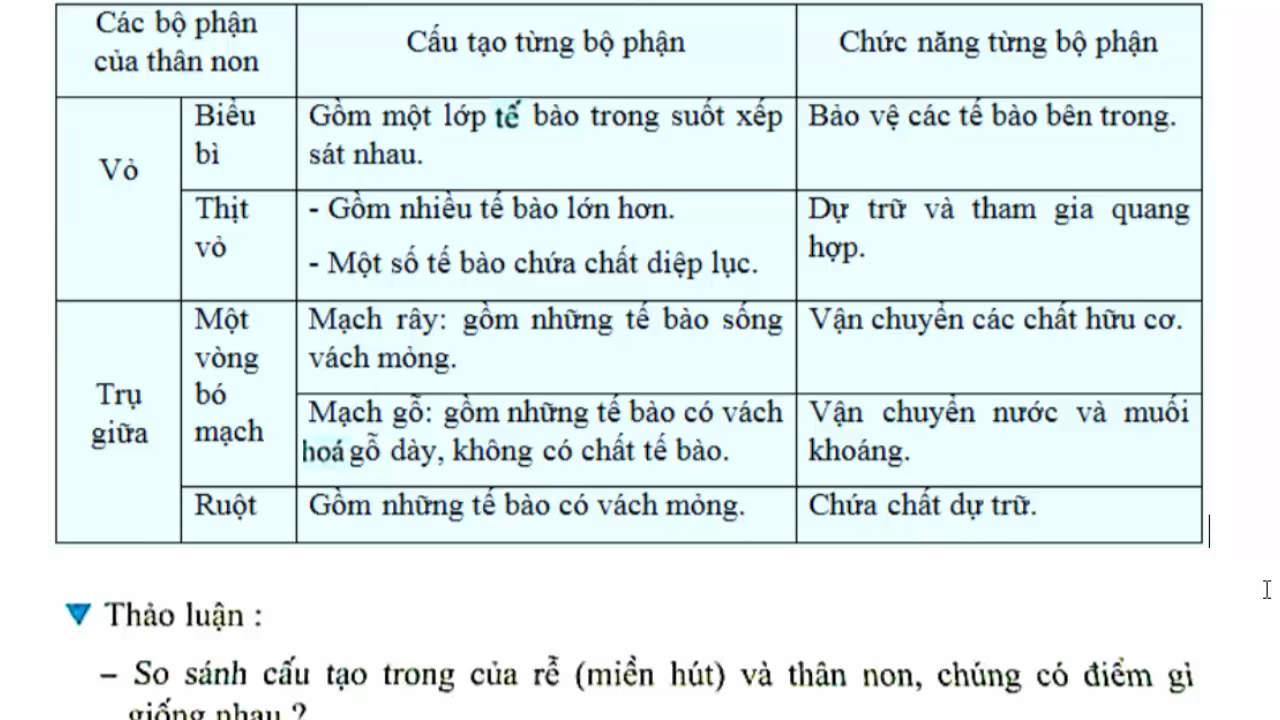 Các bộ phận
của thân non
Cấu tạo từng bộ phận
Chức năng từng bộ phận
Vỏ
Biểu
bì
Gồm một lớp tế bào trong suốt xếp
sát nhau.
Bảo vệ các tế bào bên trong.
Thịt
vỏ
- Gồm nhiều tế bào lớn hơn.
- Một số tế bào chứa chất diệp lục.
Dự trữ và tham gia quang
hợp.
Trụ
giữa
Một
vòng
bó
mạch
Mạch rây: gồm những tế bào sống
vách mỏng.
Vận chuyển các chất hữu cơ.
Mạch gỗ: gồm những tế bào có vách
hoá gỗ dày, không có chất tế bào.
Vận chuyển nước và muối
khoáng.
Ruột
Gồm những tế bào có vách mỏng.
Chứa chất dự trữ.
Thảo luận :
– So sánh cấu tạo trong của rễ (miền hút) và thân non, chúng có điểm gì
giống nhau ?